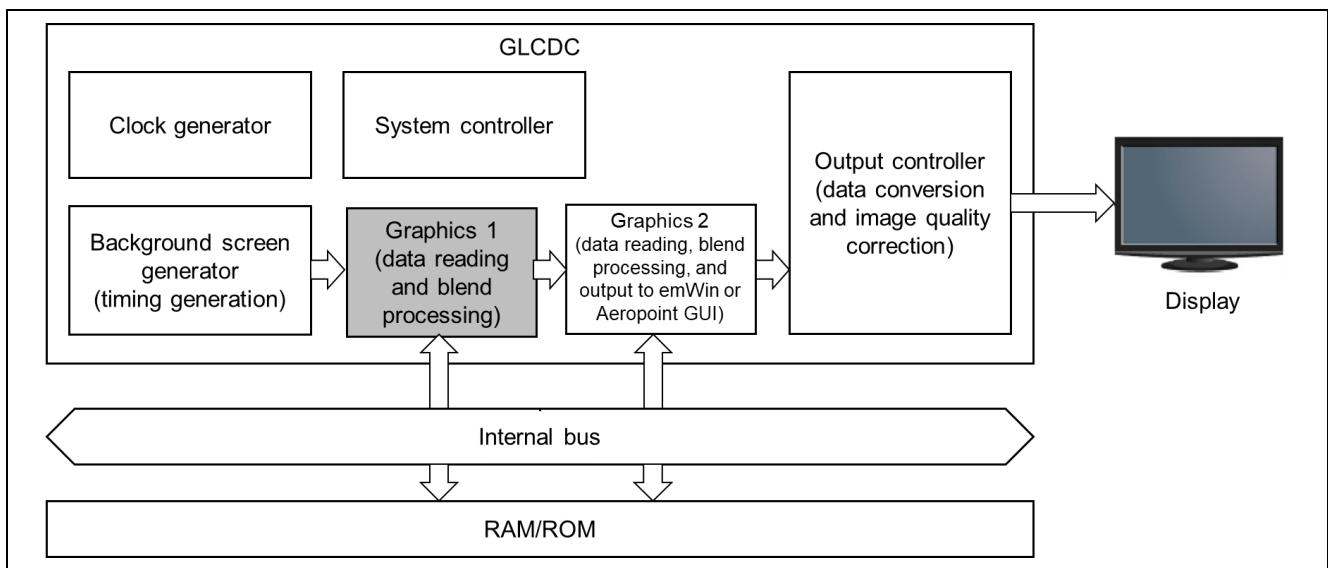 GLCDC
Clock generator
System controller
Output controller
(data conversion
and image quality
correction)
Background screen
generator
(timing generation)
Graphics 1
(data reading
and blend
processing)
Graphics 2
(data reading, blend
processing, and
output to emWin or
Aeropoint GUI)
Display
Internal bus
RAM/ROM